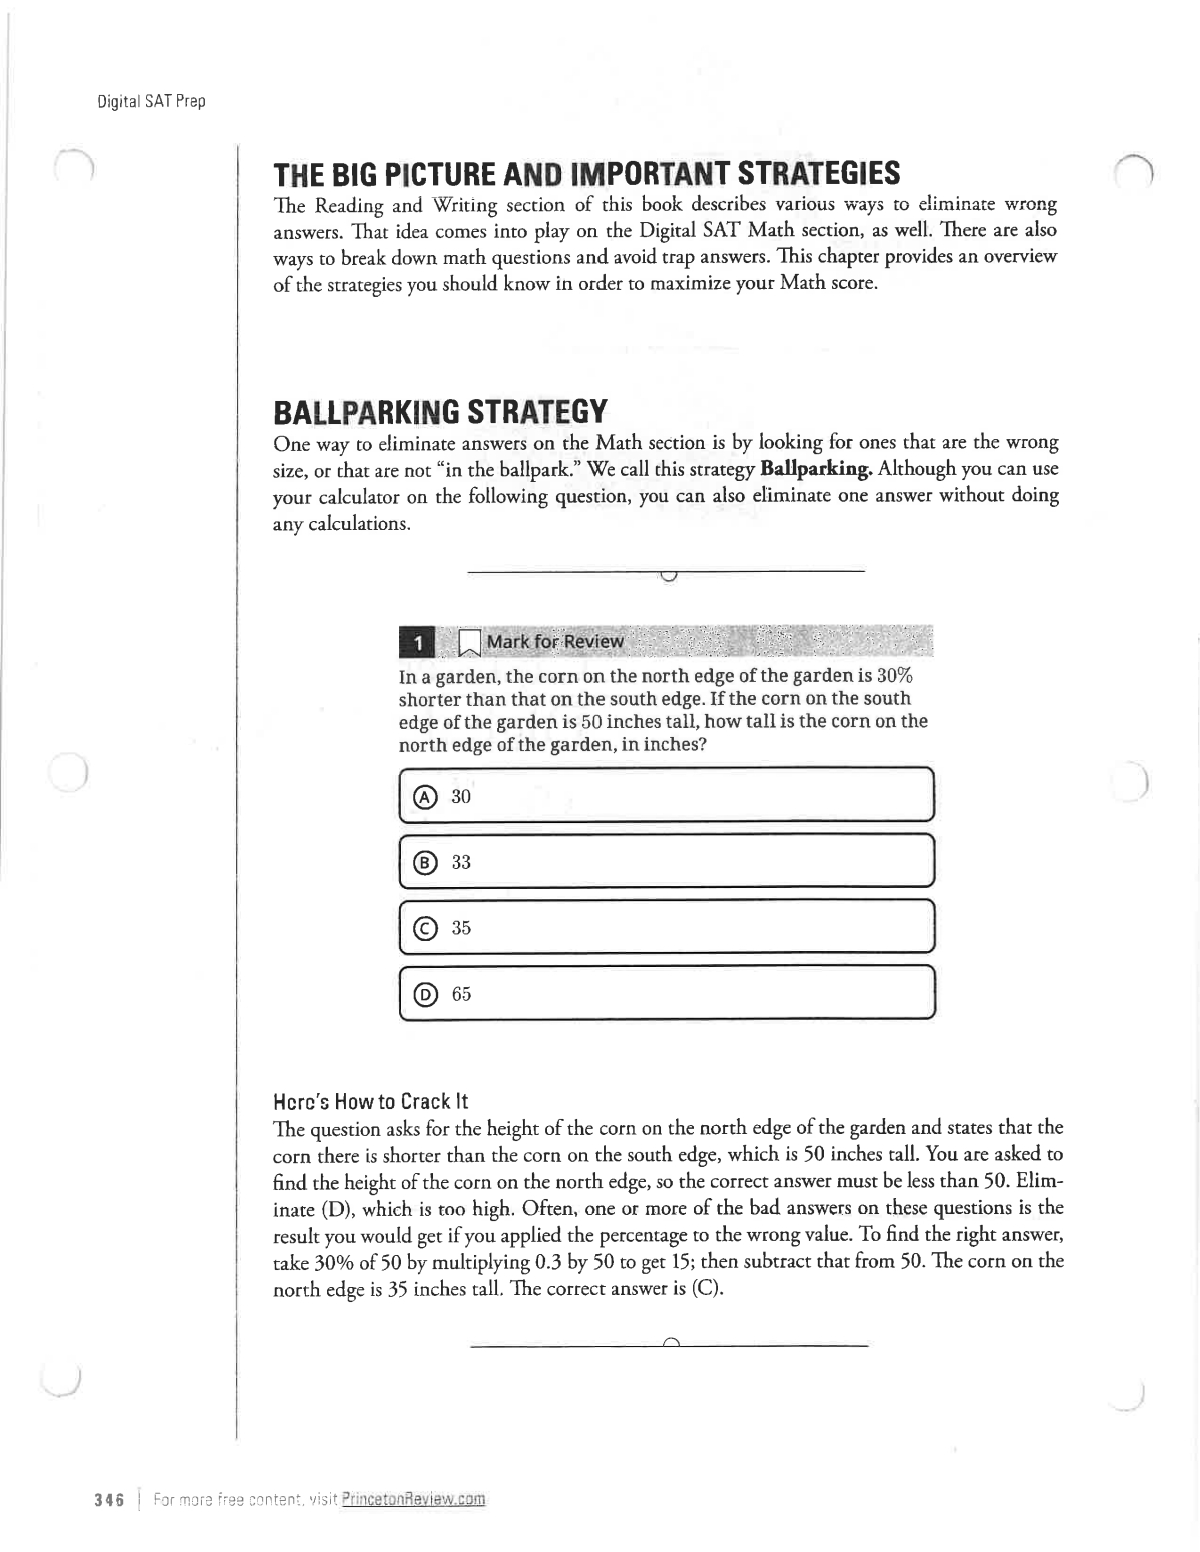 Digital SAT Prep
THE BIG PICTURE AND IMPORTANT STRATEGIES
The Reading and Writing section of this book describes various ways to eliminate wrong
answers. That idea comes into play on the Digital SAT Math section, as well. There are also
ways to break down math questions and avoid trap answers. This chapter provides an overview
of the strategies you should know in order to maximize your Math score.
BALLPARKING STRATEGY
One way to eliminate answers on the Math section is by looking for ones that are the wrong
size, or that are not “in the ballpark.” We call this strategy Ballparking. Although you can use
your calculator on the following question, you can also eliminate one answer without doing
any calculations.
1 Mark for Review
In a garden, the corn on the north edge of the garden is 30%
shorter than that on the south edge. If the corn on the south
edge of the garden is 50 inches tall, how tall is the corn on the
north edge of the garden, in inches?
A 30
B 33
C 35
D 65
Here's How to Crack It
The question asks for the height of the corn on the north edge of the garden and states that the
corn there is shorter than the corn on the south edge, which is 50 inches tall. You are asked to
find the height of the corn on the north edge, so the correct answer must be less than 50. Elim-
inate (D), which is too high. Often, one or more of the bad answers on these questions is the
result you would get if you applied the percentage to the wrong value. To find the right answer,
take 30% of 50 by multiplying 0.3 by 50 to get 15; then subtract that from 50. The corn on the
north edge is 35 inches tall. The correct answer is (C).
346 | For more free content, visit PrincetonReview.com